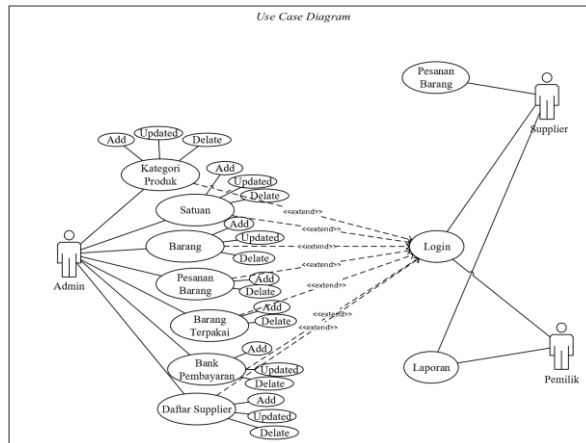 Use Case Diagram
Pesanan
Barang
Supplier
Updated
Add
Delate
Kategori
Produk
Add
Updated
Delate
Satuan
<<extend>>
Add
Updated
Delate
Barang
<<extend>>
<<extend>>
Login
Admin
Pesanan
Barang
Add
Delate
<<extend>>
Barang
Terpakai
Add
Delate
<<extend>>
<<extend>>
Bank
Pembayaran
Add
Updated
Delate
Laporan
Pemilik
Daftar Supplier
Add
Updated
Delate